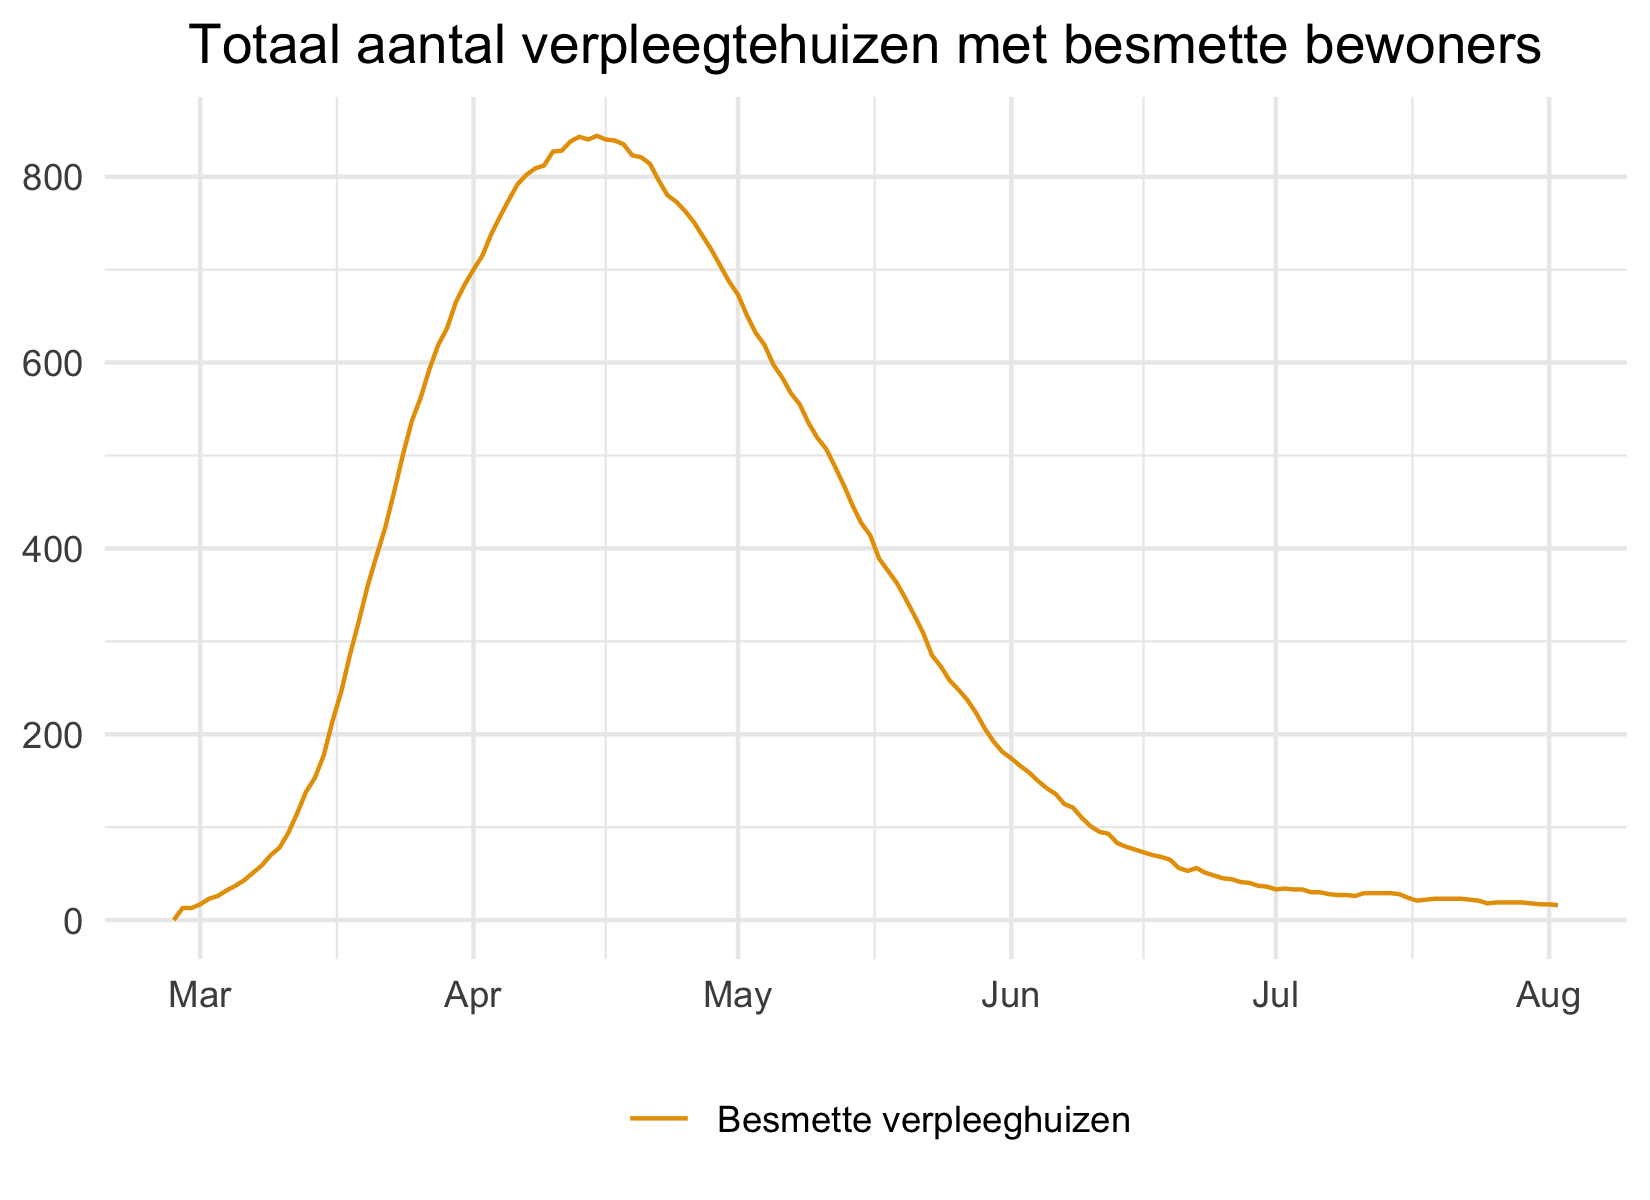 Totaal aantal verpleegtehuizen met besmette bewoners
800
600
400
200
0
Mar Apr May Jun Jul Aug
Besmette verpleeghuizen